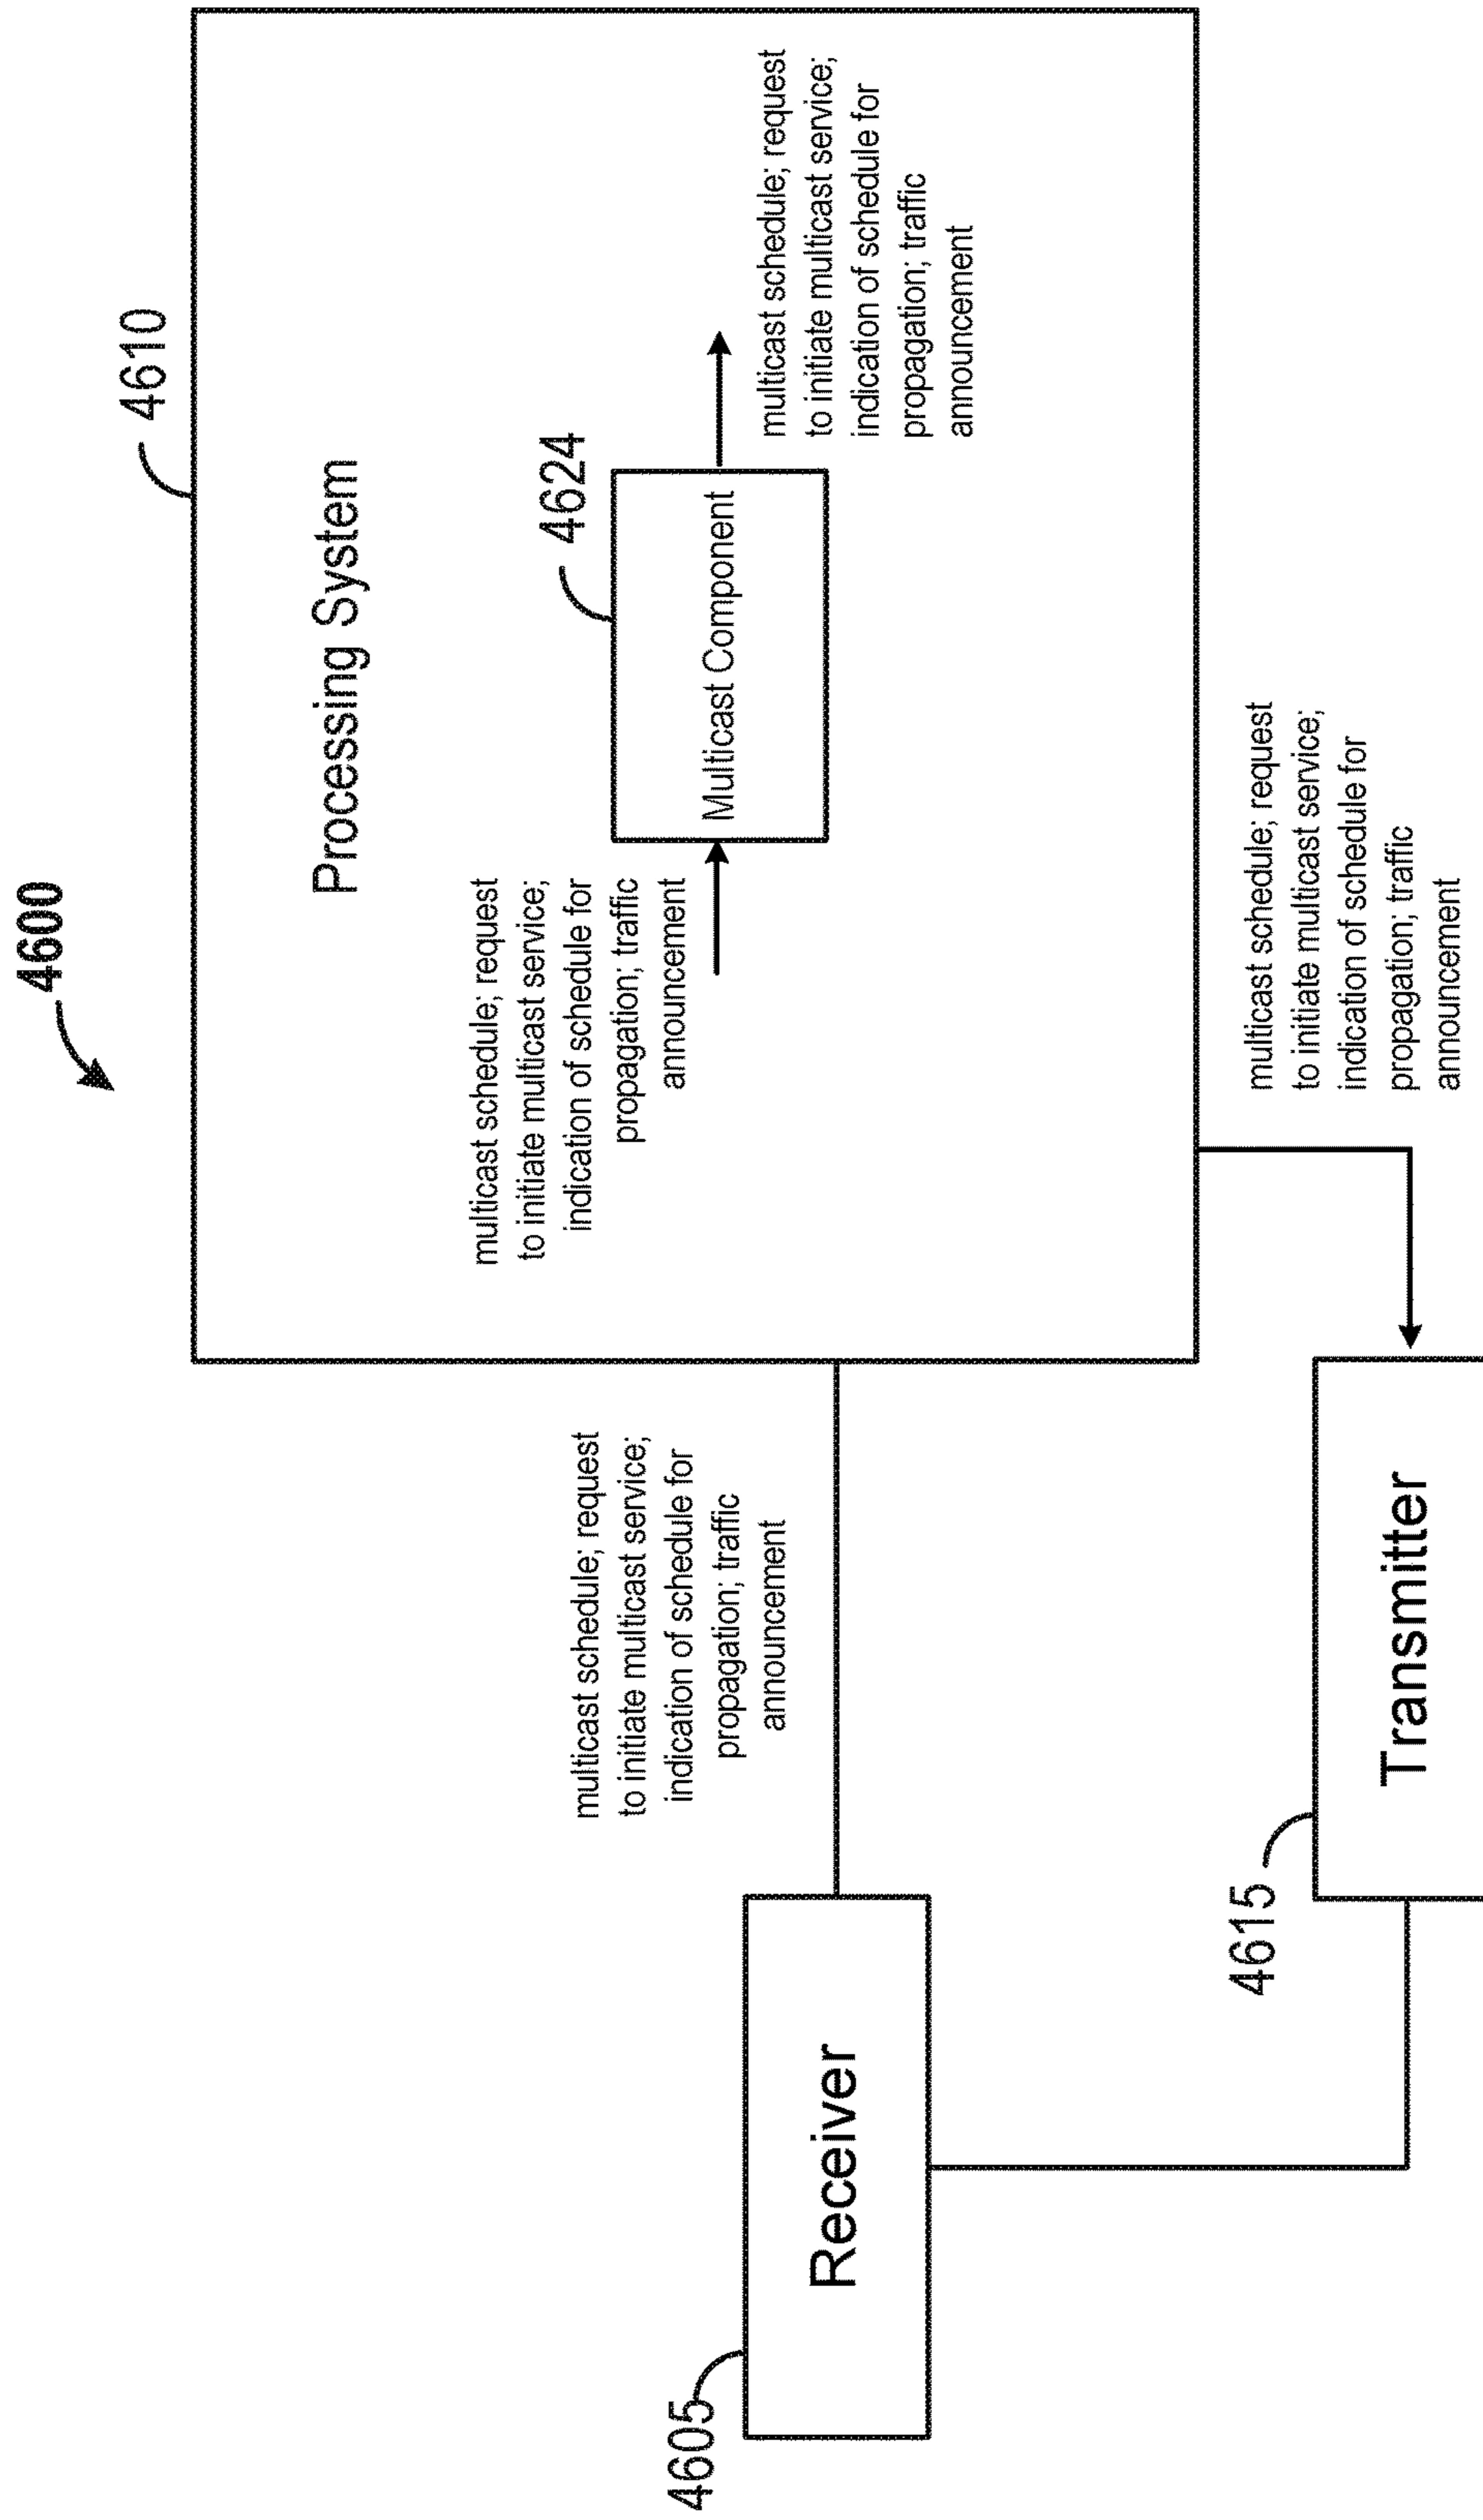 4600
4610
Processing System
4624
Multicast Component
multicast schedule; request
to initiate multicast service;
indication of schedule for
propagation; traffic
announcement
multicast schedule; request
to initiate multicast service;
indication of schedule for
propagation; traffic
announcement
multicast schedule; request
to initiate multicast service;
indication of schedule for
propagation; traffic
announcement
4605
Receiver
multicast schedule; request
to initiate multicast service;
indication of schedule for
propagation; traffic
announcement
4615
Transmitter